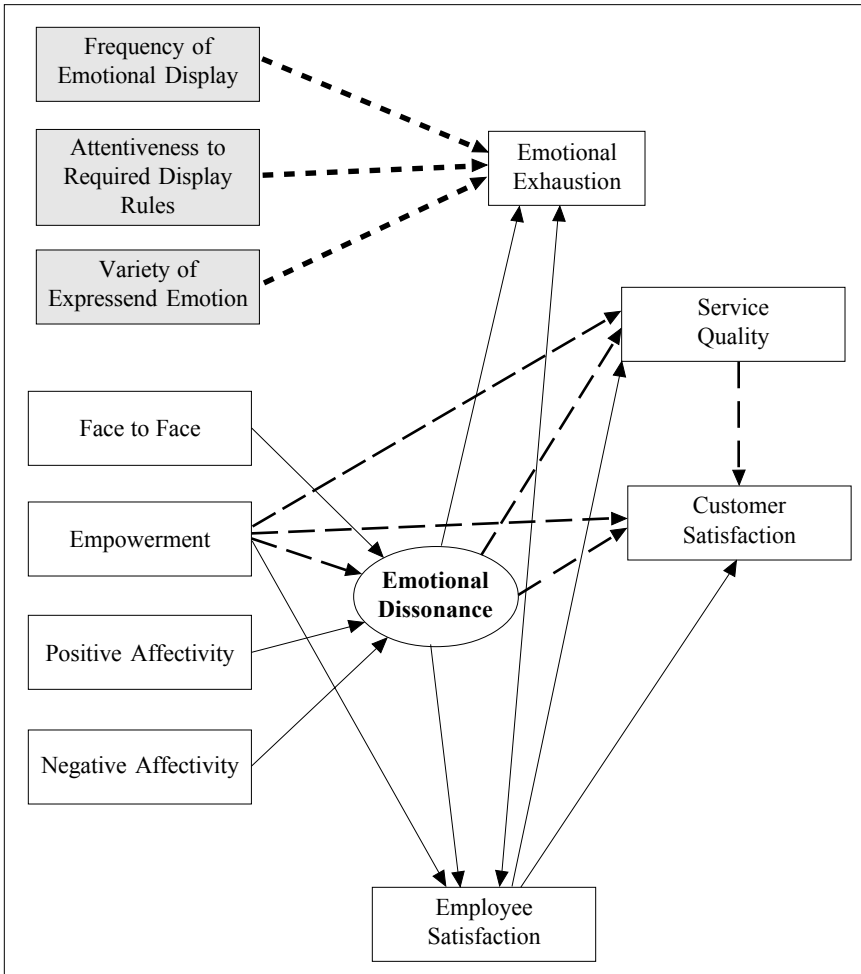 Frequency of
Emotional Display
Attentiveness to
Required Display
Rules
Variety of
Expressend Emotion
Emotional
Exhaustion
Service
Quality
Face to Face
Empowerment
Customer
Satisfaction
Emotional
Dissonance
Positive Affectivity
Negative Affectivity
Employee
Satisfaction